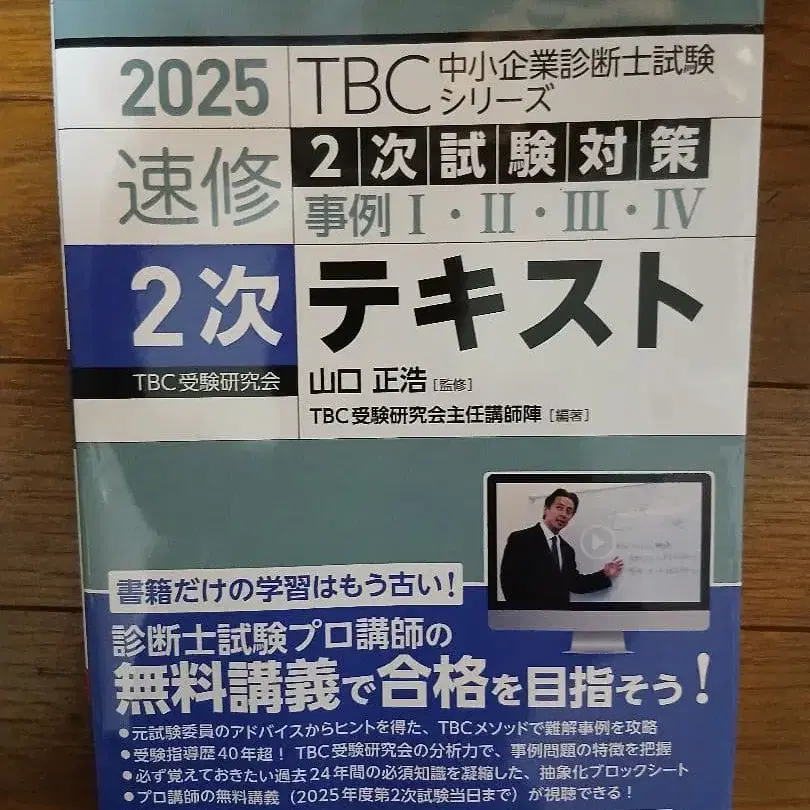 2025
TBC 中小企業診断士試験
シリーズ
速修
2次試験対策
事例 I・II・III・IV
2次
テキスト
TBC受験研究会
山口 正浩 [監修]
TBC受験研究会主任講師陣 [編著]
書籍だけの学習はもう古い!
診断士試験プロ講師の
無料講義で合格を目指そう!
●元試験委員のアドバイスからヒントを得た、TBCメソッドで難解事例を攻略
●受験指導歴40年超! TBC受験研究会の分析力で、事例問題の特徴を把握
●必ず覚えておきたい過去24年間の必須知識を凝縮した、抽象化ブロックシート
●プロ講師の無料講義(2025年度第2次試験当日まで)が視聴できる!